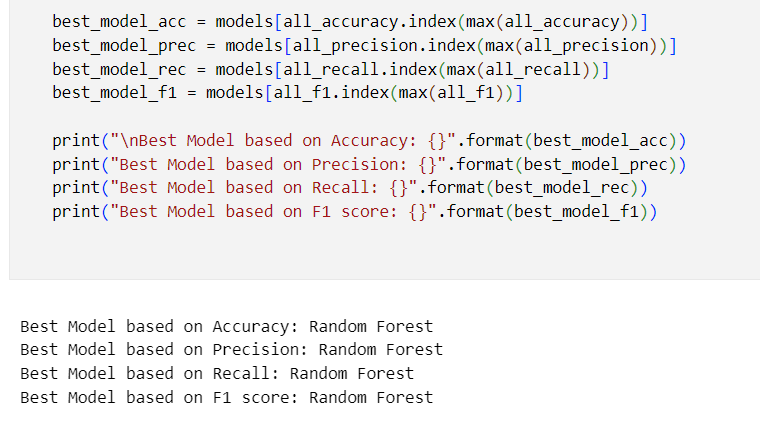 best_model_acc = models[all_accuracy.index(max(all_accuracy))]
best_model_prec = models[all_precision.index(max(all_precision))]
best_model_rec = models[all_recall.index(max(all_recall))]
best_model_f1 = models[all_f1.index(max(all_f1))]
print("\nBest Model based on Accuracy: {}".format(best_model_acc))
print("Best Model based on Precision: {}".format(best_model_prec))
print("Best Model based on Recall: {}".format(best_model_rec))
print("Best Model based on F1 score: {}".format(best_model_f1))
Best Model based on Accuracy: Random Forest
Best Model based on Precision: Random Forest
Best Model based on Recall: Random Forest
Best Model based on F1 score: Random Forest